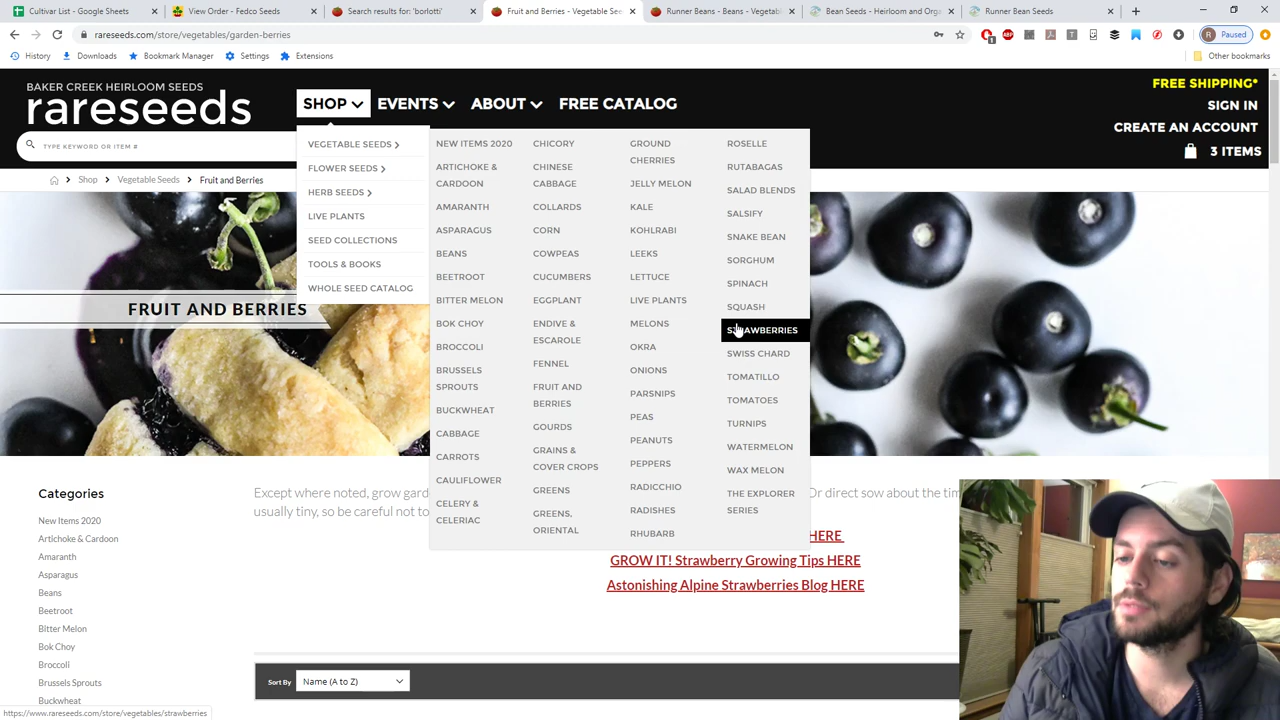 Cultivar List - Google Sheets
View Order - Fedco Seeds
Search results for: 'borlotti'
Fruit and Berries - Vegetable See
Runner Beans - Beans - Vegetabl
Bean Seeds - Heirloom and Orga
Runner Bean Seeds
rareseeds.com/store/vegetables/garden-berries
R Paused
History
Downloads
Bookmark Manager
Settings
Extensions
Other bookmarks
BAKER CREEK HEIRLOOM SEEDS
rareseeds
SHOP
EVENTS
ABOUT
FREE CATALOG
FREE SHIPPING*
SIGN IN
CREATE AN ACCOUNT
3 ITEMS
TYPE KEYWORD OR ITEM #
Shop
Vegetable Seeds
Fruit and Berries
VEGETABLE SEEDS
FLOWER SEEDS
HERB SEEDS
LIVE PLANTS
SEED COLLECTIONS
TOOLS & BOOKS
WHOLE SEED CATALOG
NEW ITEMS 2020
ARTICHOKE &
CARDOON
AMARANTH
ASPARAGUS
BEANS
BEETROOT
BITTER MELON
BOK CHOY
BROCCOLI
BRUSSELS
SPROUTS
BUCKWHEAT
CABBAGE
CARROTS
CAULIFLOWER
CELERY &
CELERIAC
CHICORY
CHINESE
CABBAGE
COLLARDS
CORN
COWPEAS
CUCUMBERS
EGGPLANT
ENDIVE &
ESCAROLE
FENNEL
FRUIT AND
BERRIES
GOURDS
GRAINS &
COVER CROPS
GREENS
GREENS,
ORIENTAL
GROUND
CHERRIES
JELLY MELON
KALE
KOHLRABI
LEEKS
LETTUCE
LIVE PLANTS
MELONS
OKRA
ONIONS
PARSNIPS
PEAS
PEANUTS
PEPPERS
RADICCHIO
RADISHES
RHUBARB
ROSELLE
RUTABAGAS
SALAD BLENDS
SALSIFY
SNAKE BEAN
SORGHUM
SPINACH
SQUASH
STRAWBERRIES
SWISS CHARD
TOMATILLO
TOMATOES
TURNIPS
WATERMELON
WAX MELON
THE EXPLORER
SERIES
FRUIT AND BERRIES
Categories
New Items 2020
Artichoke & Cardoon
Amaranth
Asparagus
Beans
Beetroot
Bitter Melon
Bok Choy
Broccoli
Brussels Sprouts
Buckwheat
Except where noted, grow gard
Or direct sow about the tim
usually tiny, so be careful not to
HERE
GROW IT! Strawberry Growing Tips HERE
Astonishing Alpine Strawberries Blog HERE
Sort By
Name (A to Z)
https://www.rareseeds.com/store/vegetables/strawberries